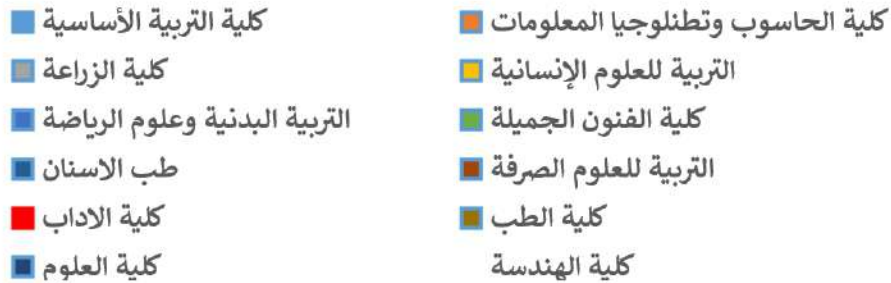 كلية التربية الأساسية
كلية الحاسوب وتطنلوجيا المعلومات
كلية الزراعة
التربية للعلوم الإنسانية
التربية البدنية وعلوم الرياضة
كلية الفنون الجميلة
طب الاسنان
التربية للعلوم الصرفة
كلية الاداب
كلية الطب
كلية العلوم
كلية الهندسة